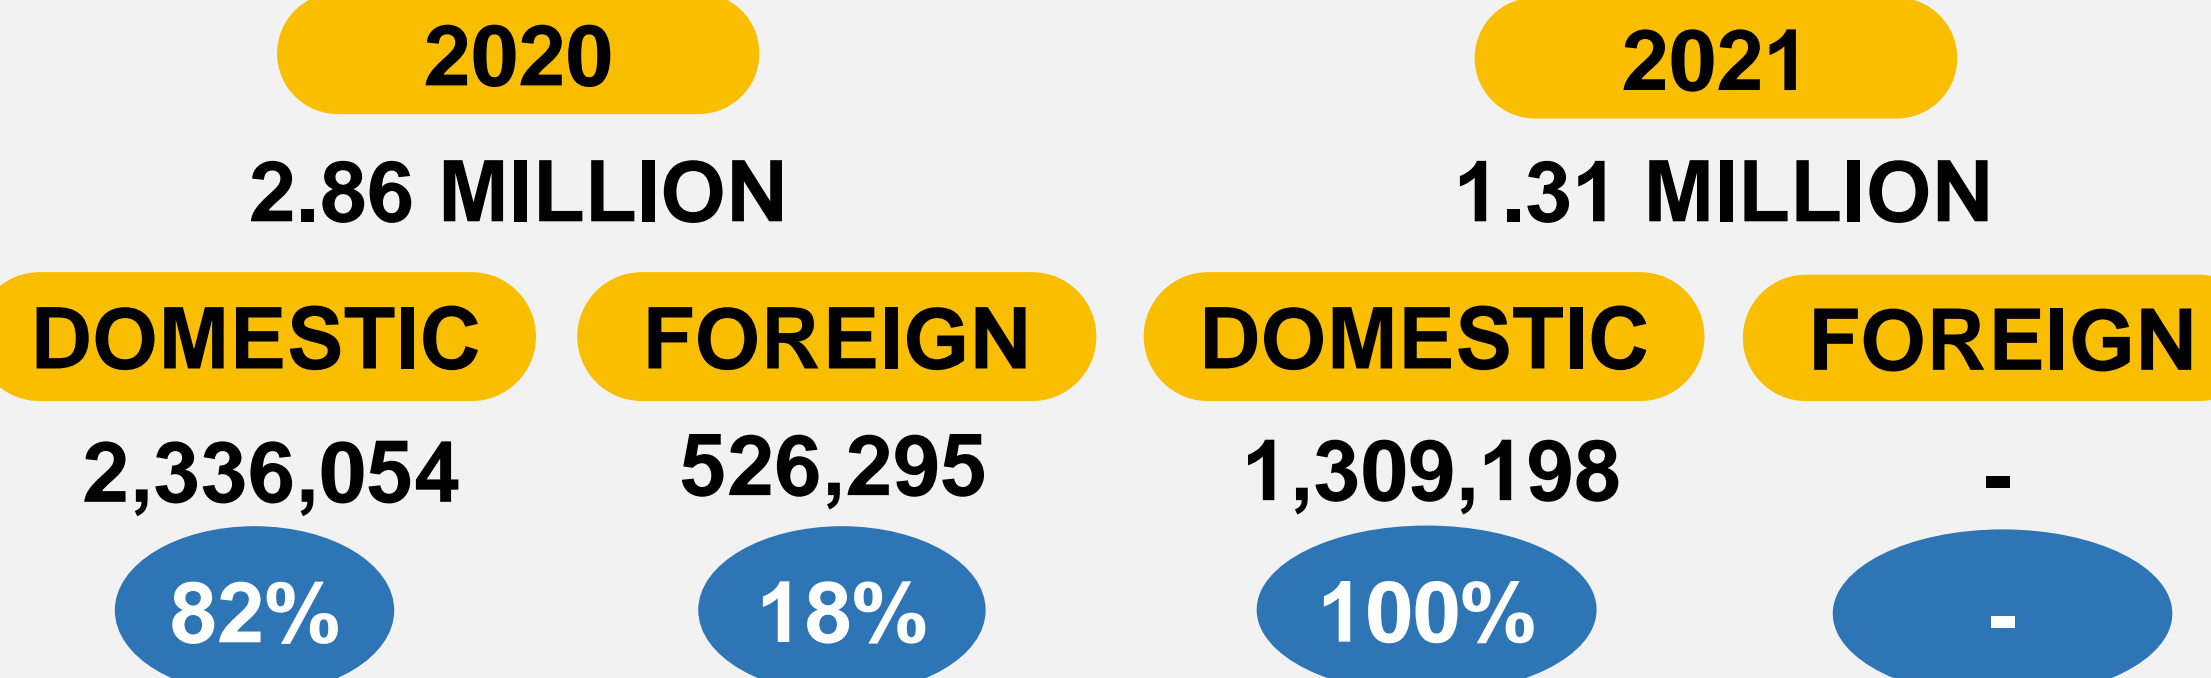 2020 2021
2.86 MILLION 1.31 MILLION
DOMESTIC FOREIGN DOMESTIC FOREIGN
2,336,054 526,295 1,309,198 -
82% 18% 100% -